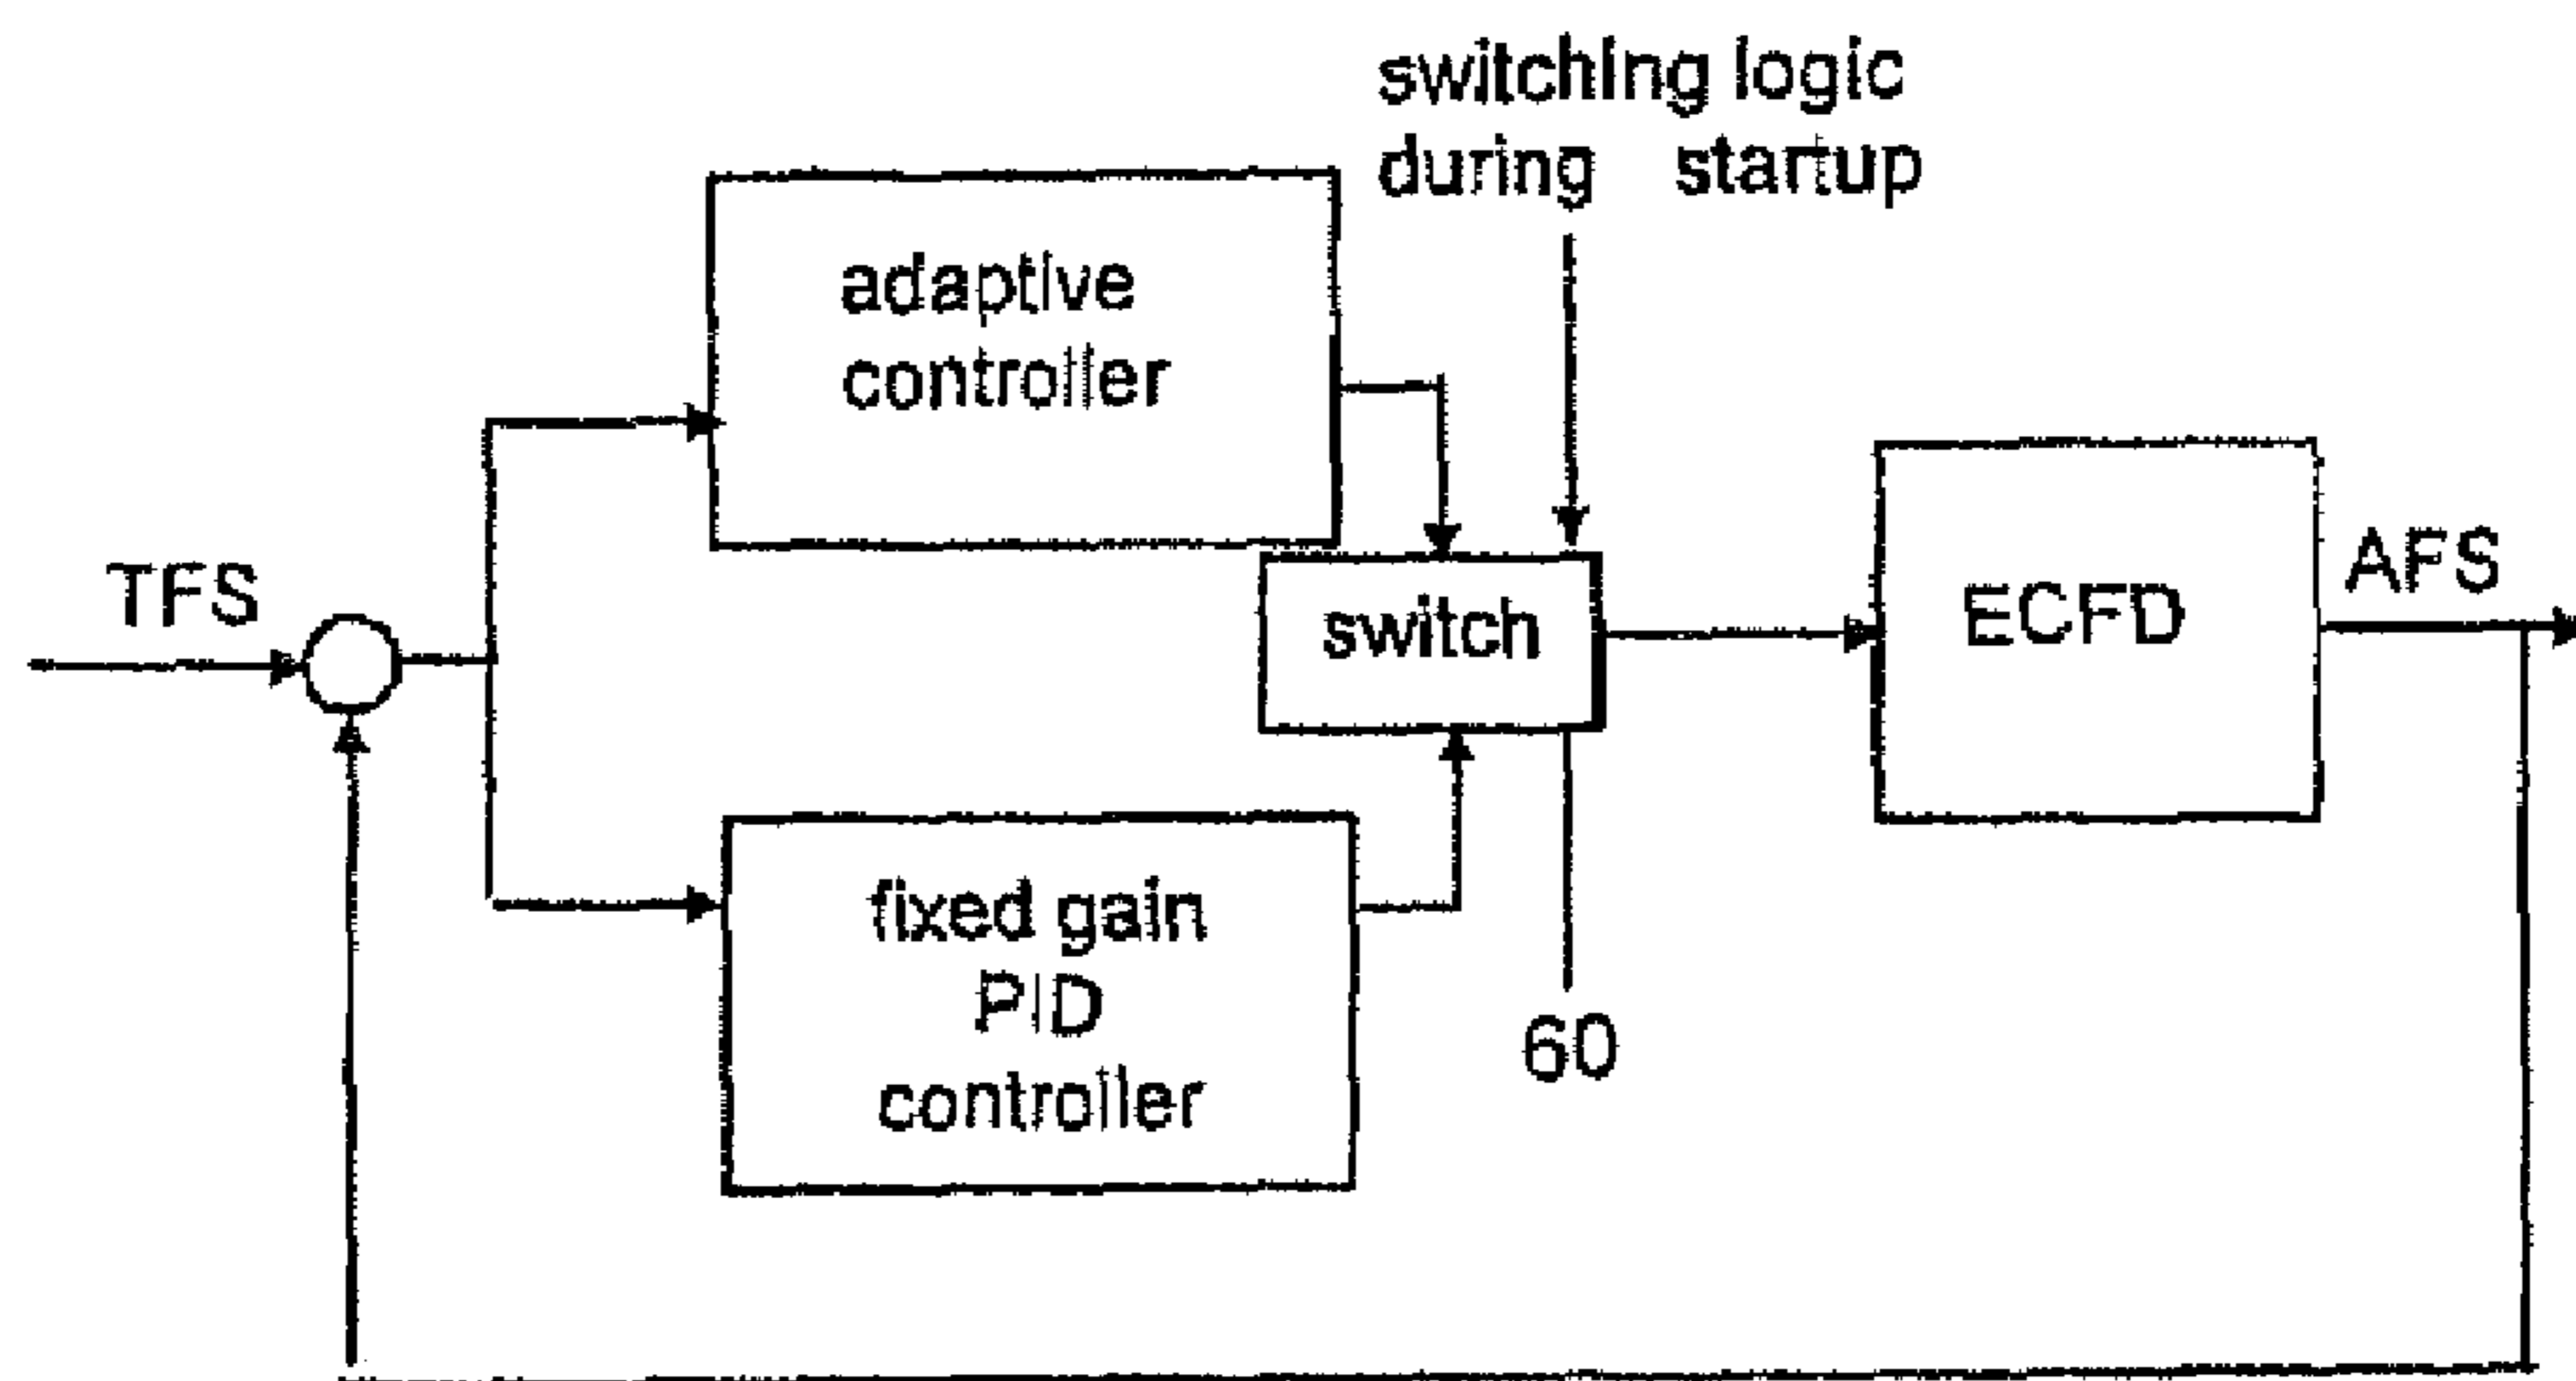 switching logic
during startup
adaptive
controller
TFS
switch
ECFD
AFS
fixed gain
PID
controller
60